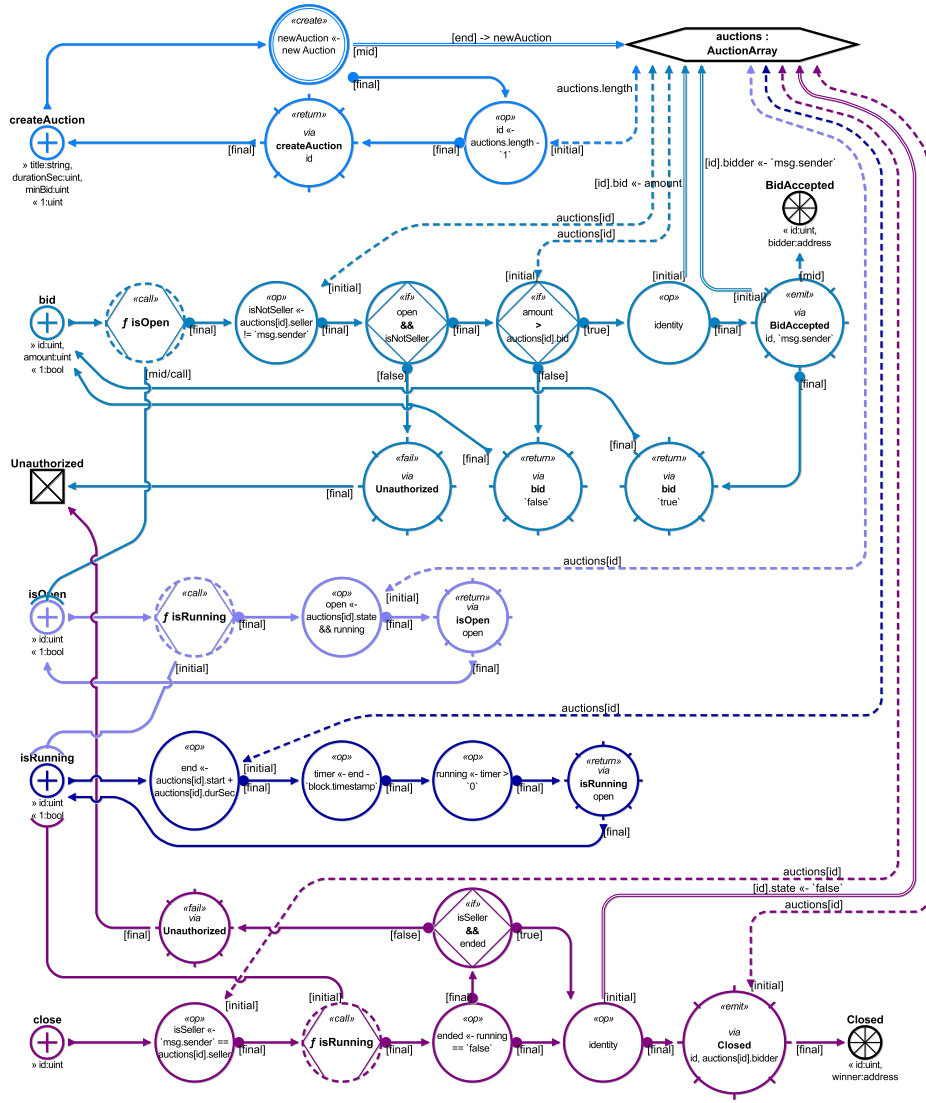 «create»
newAuction «-
new Auction
[mid]
[end] -> newAuction
auctions :
AuctionArray
[final]
auctions.length
createAuction
» title:string,
durationSec:uint,
minBid:uint
« 1:uint
[final]
«return»
via
createAuction
id
[final]
«op»
id «-
auctions.length -
`1`
[initial]
[id].bidder «- `msg.sender`
[id].bid «- amount
BidAccepted
« id:uint,
bidder:address
auctions[id]
auctions[id]
[initial]
[initial]
[initial]
[initial]
[mid]
bid
» id:uint,
amount:uint
« 1:bool
«call»
ƒ isOpen
[final]
[mid/call]
«op»
isNotSeller «-
auctions[id].seller
!= `msg.sender`
[final]
«if»
open
&&
isNotSeller
[final]
[false]
«if»
amount
>
auctions[id].bid
[true]
[false]
«op»
identity
[final]
«emit»
via
BidAccepted
id, `msg.sender`
[final]
Unauthorized
[final]
«fail»
via
Unauthorized
[final]
«return»
via
bid
`false`
[final]
«return»
via
bid
`true`
auctions[id]
isOpen
» id:uint
« 1:bool
«call»
ƒ isRunning
[final]
[initial]
«op»
open «-
auctions[id].state
&& running
[initial]
[final]
«return»
via
isOpen
open
[final]
auctions[id]
isRunning
» id:uint
« 1:bool
«op»
end «-
auctions[id].start +
auctions[id].durSec
[initial]
[final]
«op»
timer «- end -
`block.timestamp`
[final]
«op»
running «- timer >
`0`
[final]
«return»
via
isRunning
open
[final]
auctions[id]
[id].state «- `false`
auctions[id]
[final]
«fail»
via
Unauthorized
[false]
«if»
isSeller
&&
ended
[true]
[initial]
[initial]
[final]
[initial]
[initial]
close
» id:uint
«op»
isSeller «-
`msg.sender` ==
auctions[id].seller
[final]
«call»
ƒ isRunning
[final]
«op»
ended «- running
== `false`
[final]
«op»
identity
[final]
«emit»
via
Closed
id, auctions[id].bidder
[final]
Closed
« id:uint,
winner:address